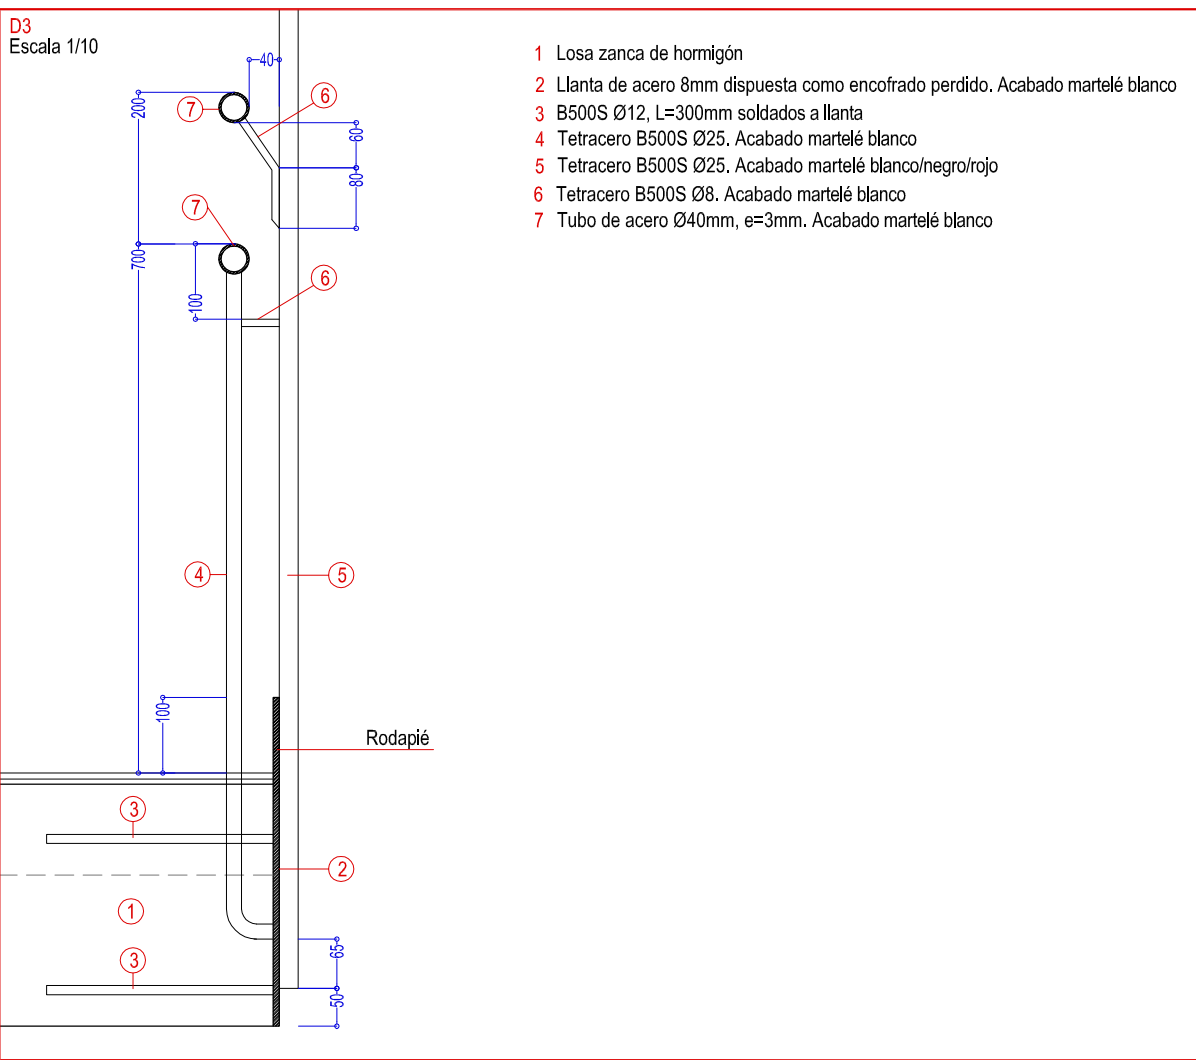 D3
Escala 1/10
1 Losa zanca de hormigón
2 Llanta de acero 8mm dispuesta como encofrado perdido. Acabado martelé blanco
3 B500S Ø12, L=300mm soldados a llanta
4 Tetracero B500S Ø25. Acabado martelé blanco
5 Tetracero B500S Ø25. Acabado martelé blanco/negro/rojo
6 Tetracero B500S Ø8. Acabado martelé blanco
7 Tubo de acero Ø40mm, e=3mm. Acabado martelé blanco
40
6
200
7
60
80
7
700
6
100
4
5
100
Rodapié
3
2
1
65
3
50